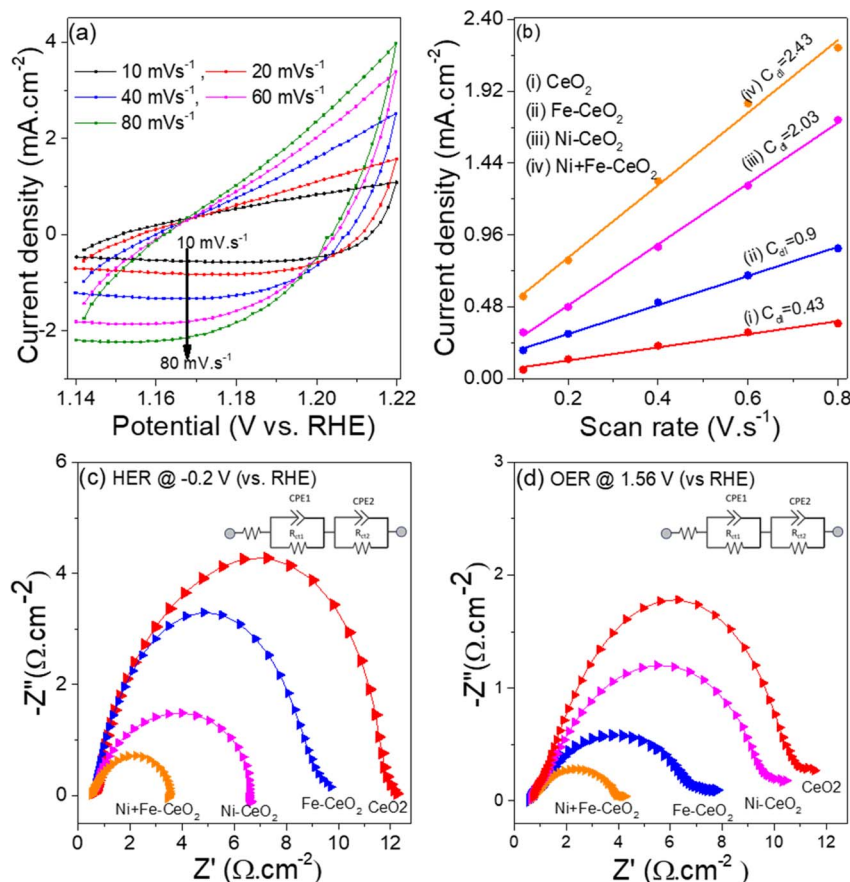 (a)
10 mVs⁻¹ , 20 mVs⁻¹
40 mVs⁻¹, 60 mVs⁻¹
80 mVs⁻¹
10 mV.s⁻¹
80 mV.s⁻¹
4
2
0
-2
1.14 1.16 1.18 1.20 1.22
Current density (mA.cm⁻²)
Potential (V vs. RHE)
(b)
(i) CeO₂
(ii) Fe-CeO₂
(iii) Ni-CeO₂
(iv) Ni+Fe-CeO₂
(iv) C_dl=2.43
(iii) C_dl=2.03
(ii) C_dl=0.9
(i) C_dl=0.43
2.40
1.92
1.44
0.96
0.48
0.00
0.2 0.4 0.6 0.8
Current density (mA.cm⁻²)
Scan rate (V.s⁻¹)
(c) HER @ -0.2 V (vs. RHE)
CPE1 CPE2
R_ct1 R_ct2
Ni+Fe-CeO₂ Ni-CeO₂ Fe-CeO₂ CeO2
6
4
2
0
0 2 4 6 8 10 12
-Z"(Ω.cm⁻²)
Z' (Ω.cm⁻²)
(d) OER @ 1.56 V (vs RHE)
CPE1 CPE2
R_ct1 R_ct2
CeO2
Ni+Fe-CeO₂ Fe-CeO₂ Ni-CeO₂
3
2
1
0
0 2 4 6 8 10 12 14
-Z"(Ω.cm⁻²)
Z' (Ω.cm⁻²)